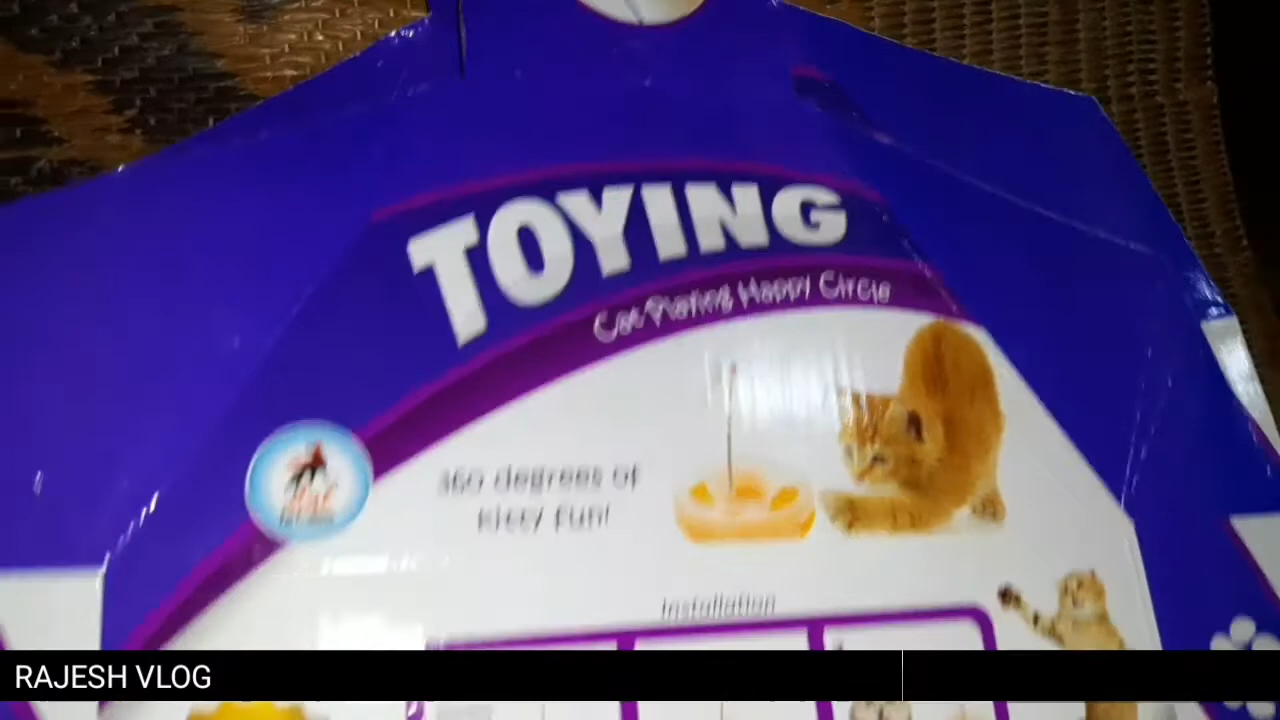 TOYING
Cat Playing Happy Circle
360 degrees of
kitty fun!
Installation
RAJESH VLOG